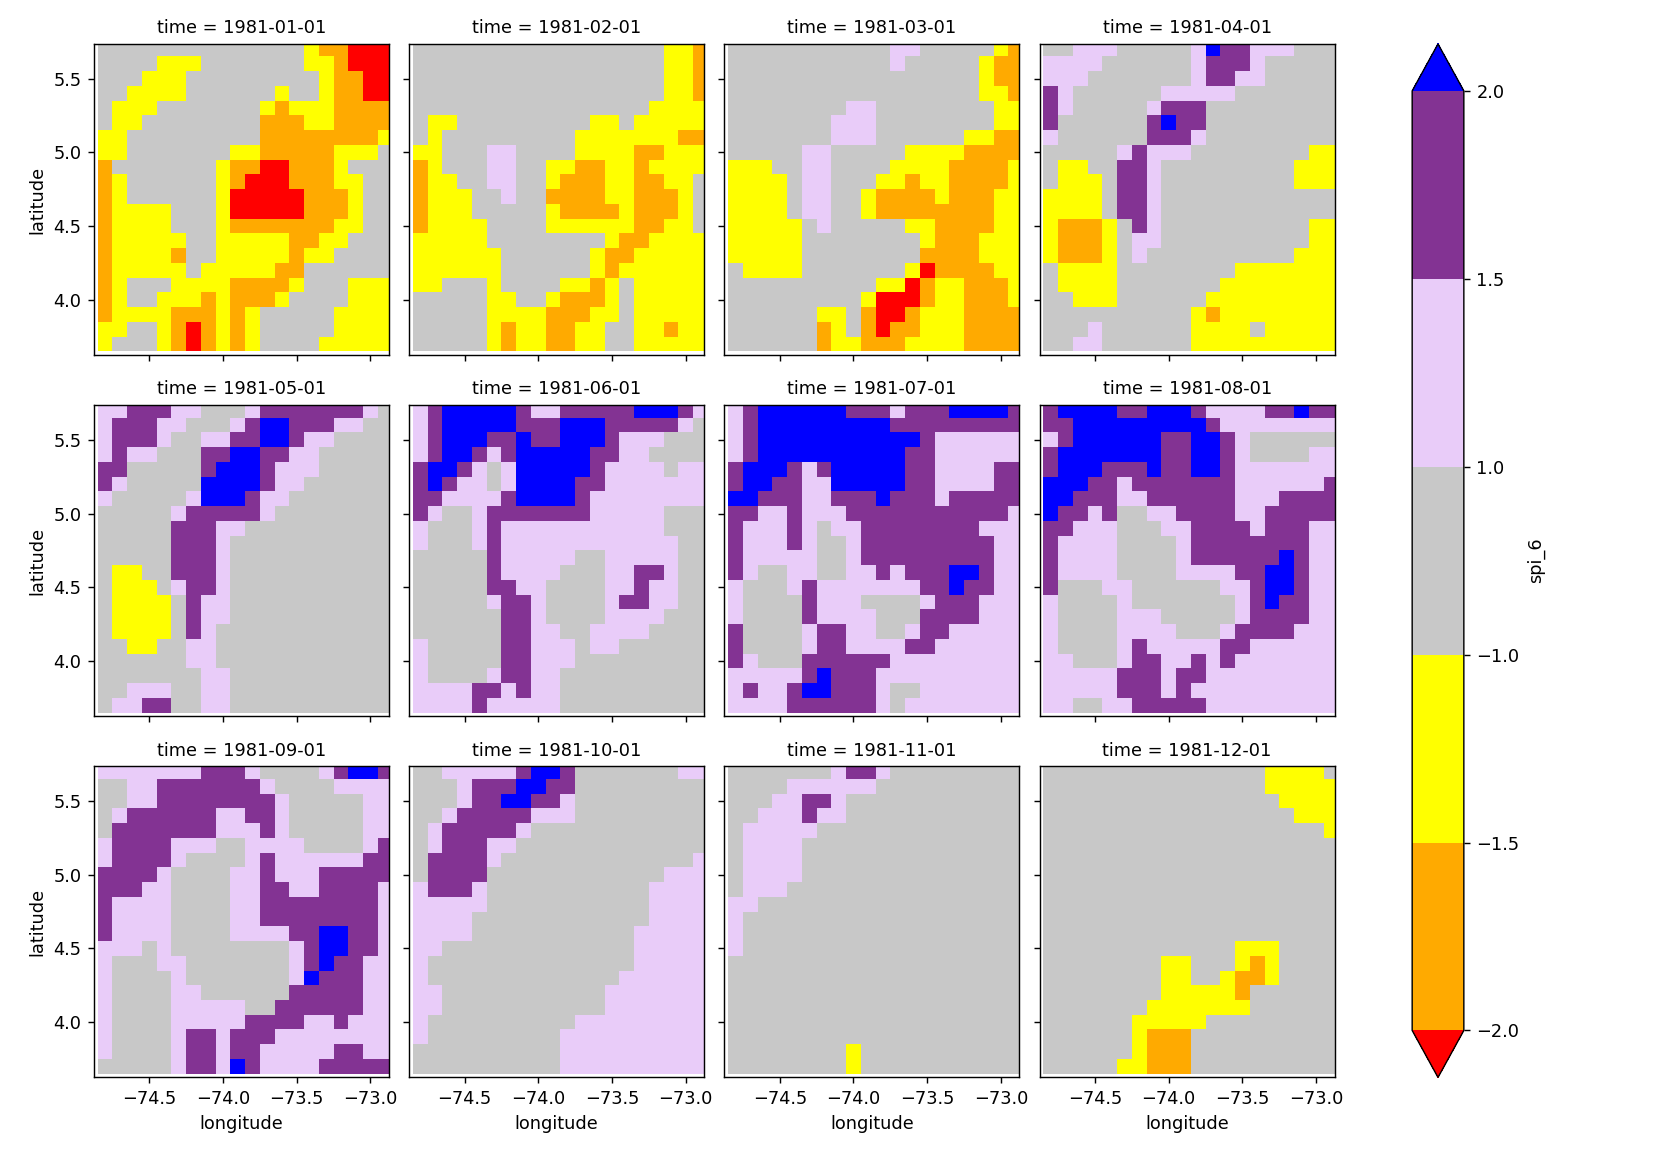 time = 1981-01-01
time = 1981-02-01
time = 1981-03-01
time = 1981-04-01
5.5
5.0
4.5
4.0
latitude
time = 1981-05-01
time = 1981-06-01
time = 1981-07-01
time = 1981-08-01
5.5
5.0
4.5
4.0
latitude
time = 1981-09-01
time = 1981-10-01
time = 1981-11-01
time = 1981-12-01
5.5
5.0
4.5
4.0
latitude
−74.5 −74.0 −73.5 −73.0
longitude
−74.5 −74.0 −73.5 −73.0
longitude
−74.5 −74.0 −73.5 −73.0
longitude
−74.5 −74.0 −73.5 −73.0
longitude
2.0
1.5
1.0
−1.0
−1.5
−2.0
spi_6